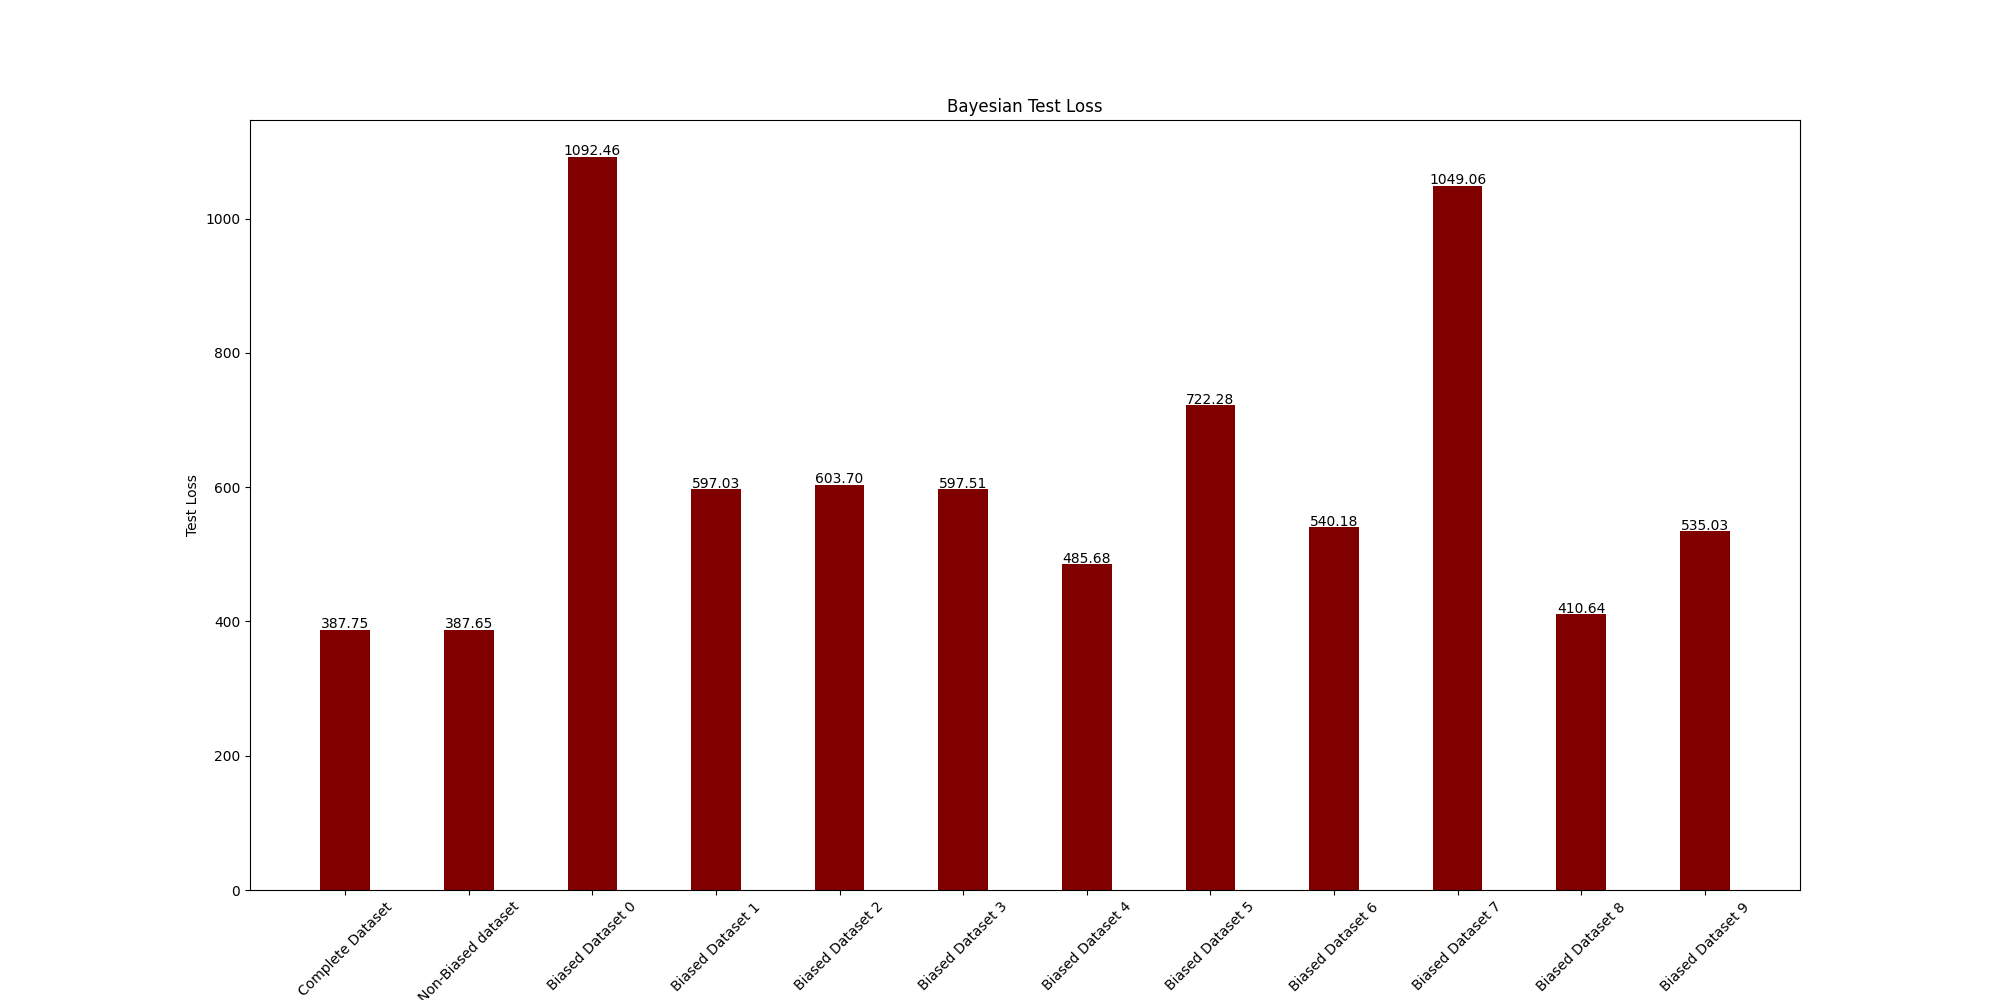 Bayesian Test Loss
1092.46
1049.06
1000
800
722.28
603.70
597.03
597.51
600
540.18
535.03
485.68
410.64
400
387.75
387.65
200
0
Test Loss
Complete Dataset
Non-Biased dataset
Biased Dataset 0
Biased Dataset 1
Biased Dataset 2
Biased Dataset 3
Biased Dataset 4
Biased Dataset 5
Biased Dataset 6
Biased Dataset 7
Biased Dataset 8
Biased Dataset 9